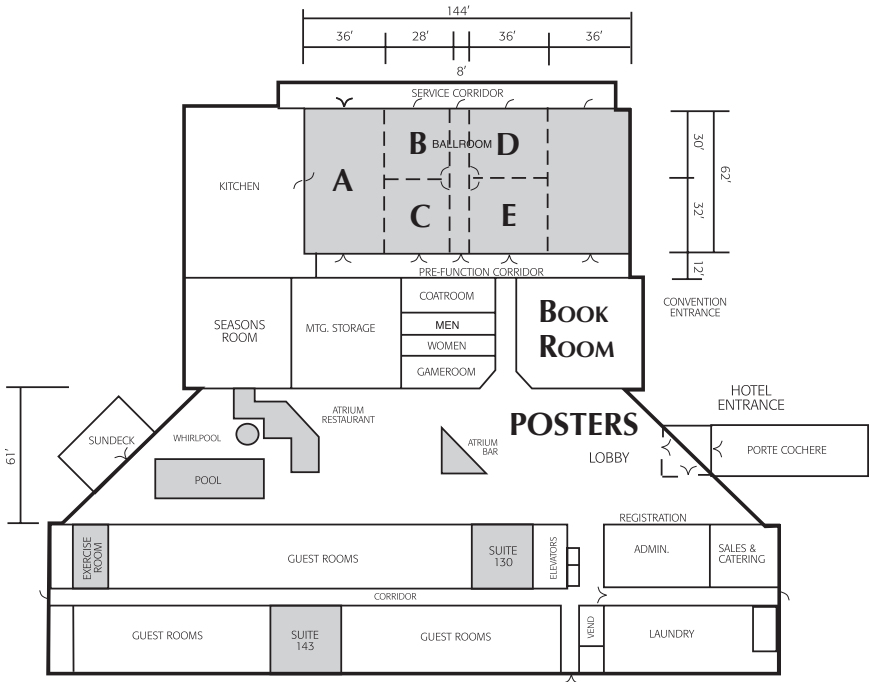 144′
36′ 28′ 36′ 36′
8′
SERVICE CORRIDOR
B BALLROOM D
A
C E
KITCHEN
30′
62′
32′
12′
PRE-FUNCTION CORRIDOR
CONVENTION
ENTRANCE
SEASONS
ROOM
MTG. STORAGE
COATROOM
MEN
WOMEN
GAMEROOM
BOOK
ROOM
HOTEL
ENTRANCE
ATRIUM
RESTAURANT
POSTERS
SUNDECK
WHIRLPOOL
ATRIUM
BAR
LOBBY
PORTE COCHERE
61′
POOL
REGISTRATION
EXERCISE
ROOM
GUEST ROOMS
SUITE
130
ELEVATORS
ADMIN.
SALES &
CATERING
CORRIDOR
GUEST ROOMS
SUITE
143
GUEST ROOMS
VEND
LAUNDRY